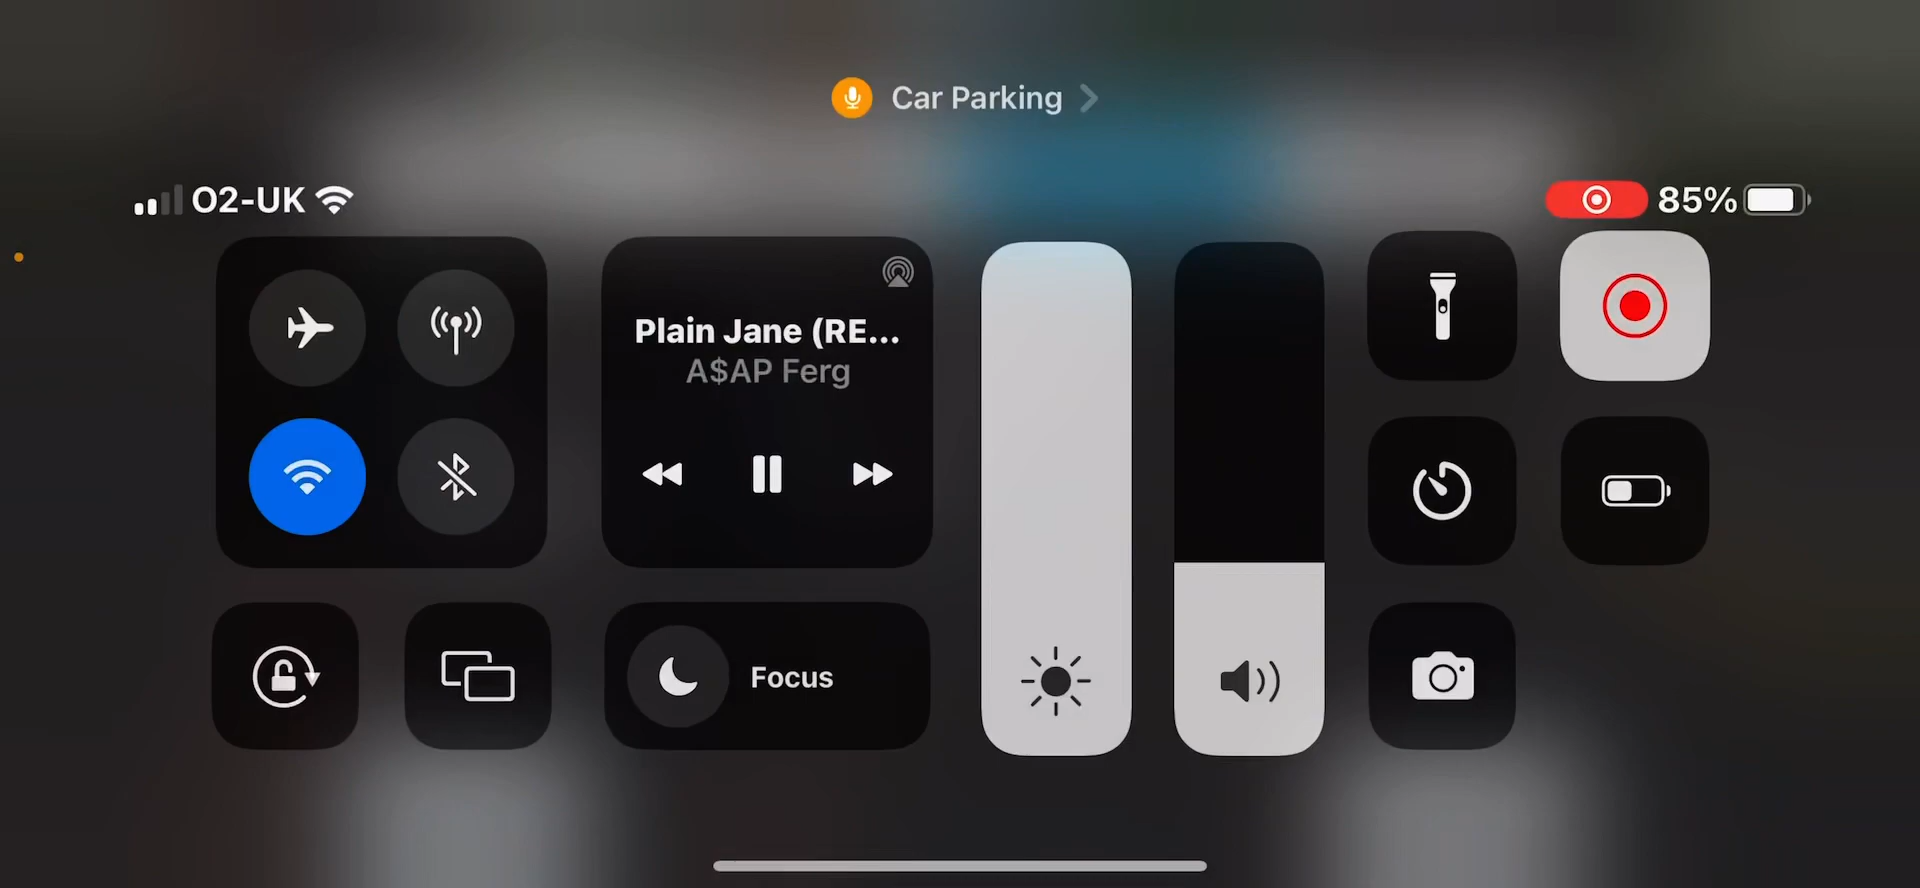 Car Parking
O2-UK
85%
Plain Jane (RE...
A$AP Ferg
Focus